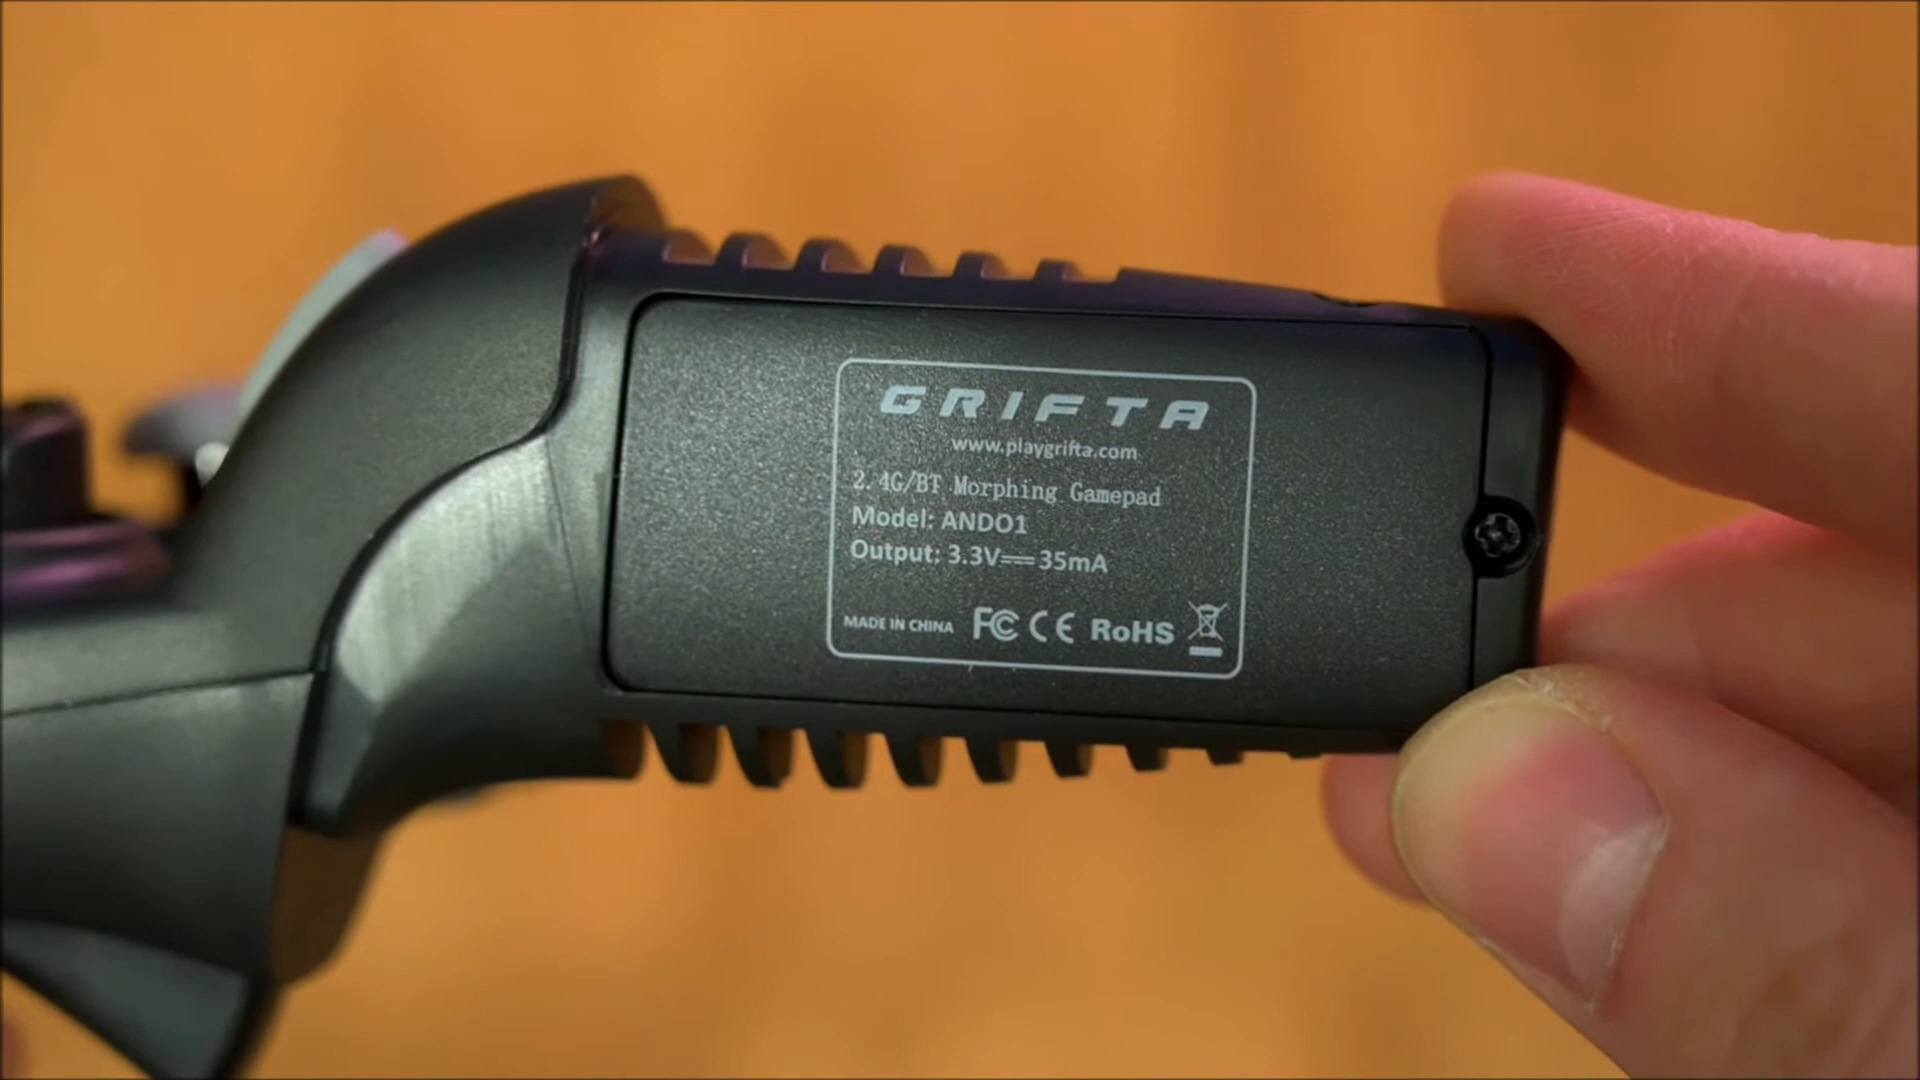 GRIFTA
www.playgrifta.com
2.4G/BT Morphing Gamepad
Model: ANDO1
Output: 3.3V⎓35mA
MADE IN CHINA FC CE RoHS